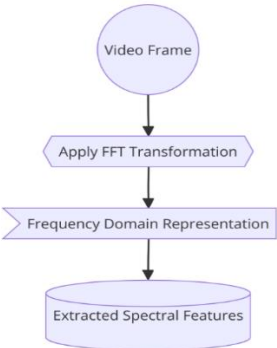 Video Frame
Apply FFT Transformation
Frequency Domain Representation
Extracted Spectral Features